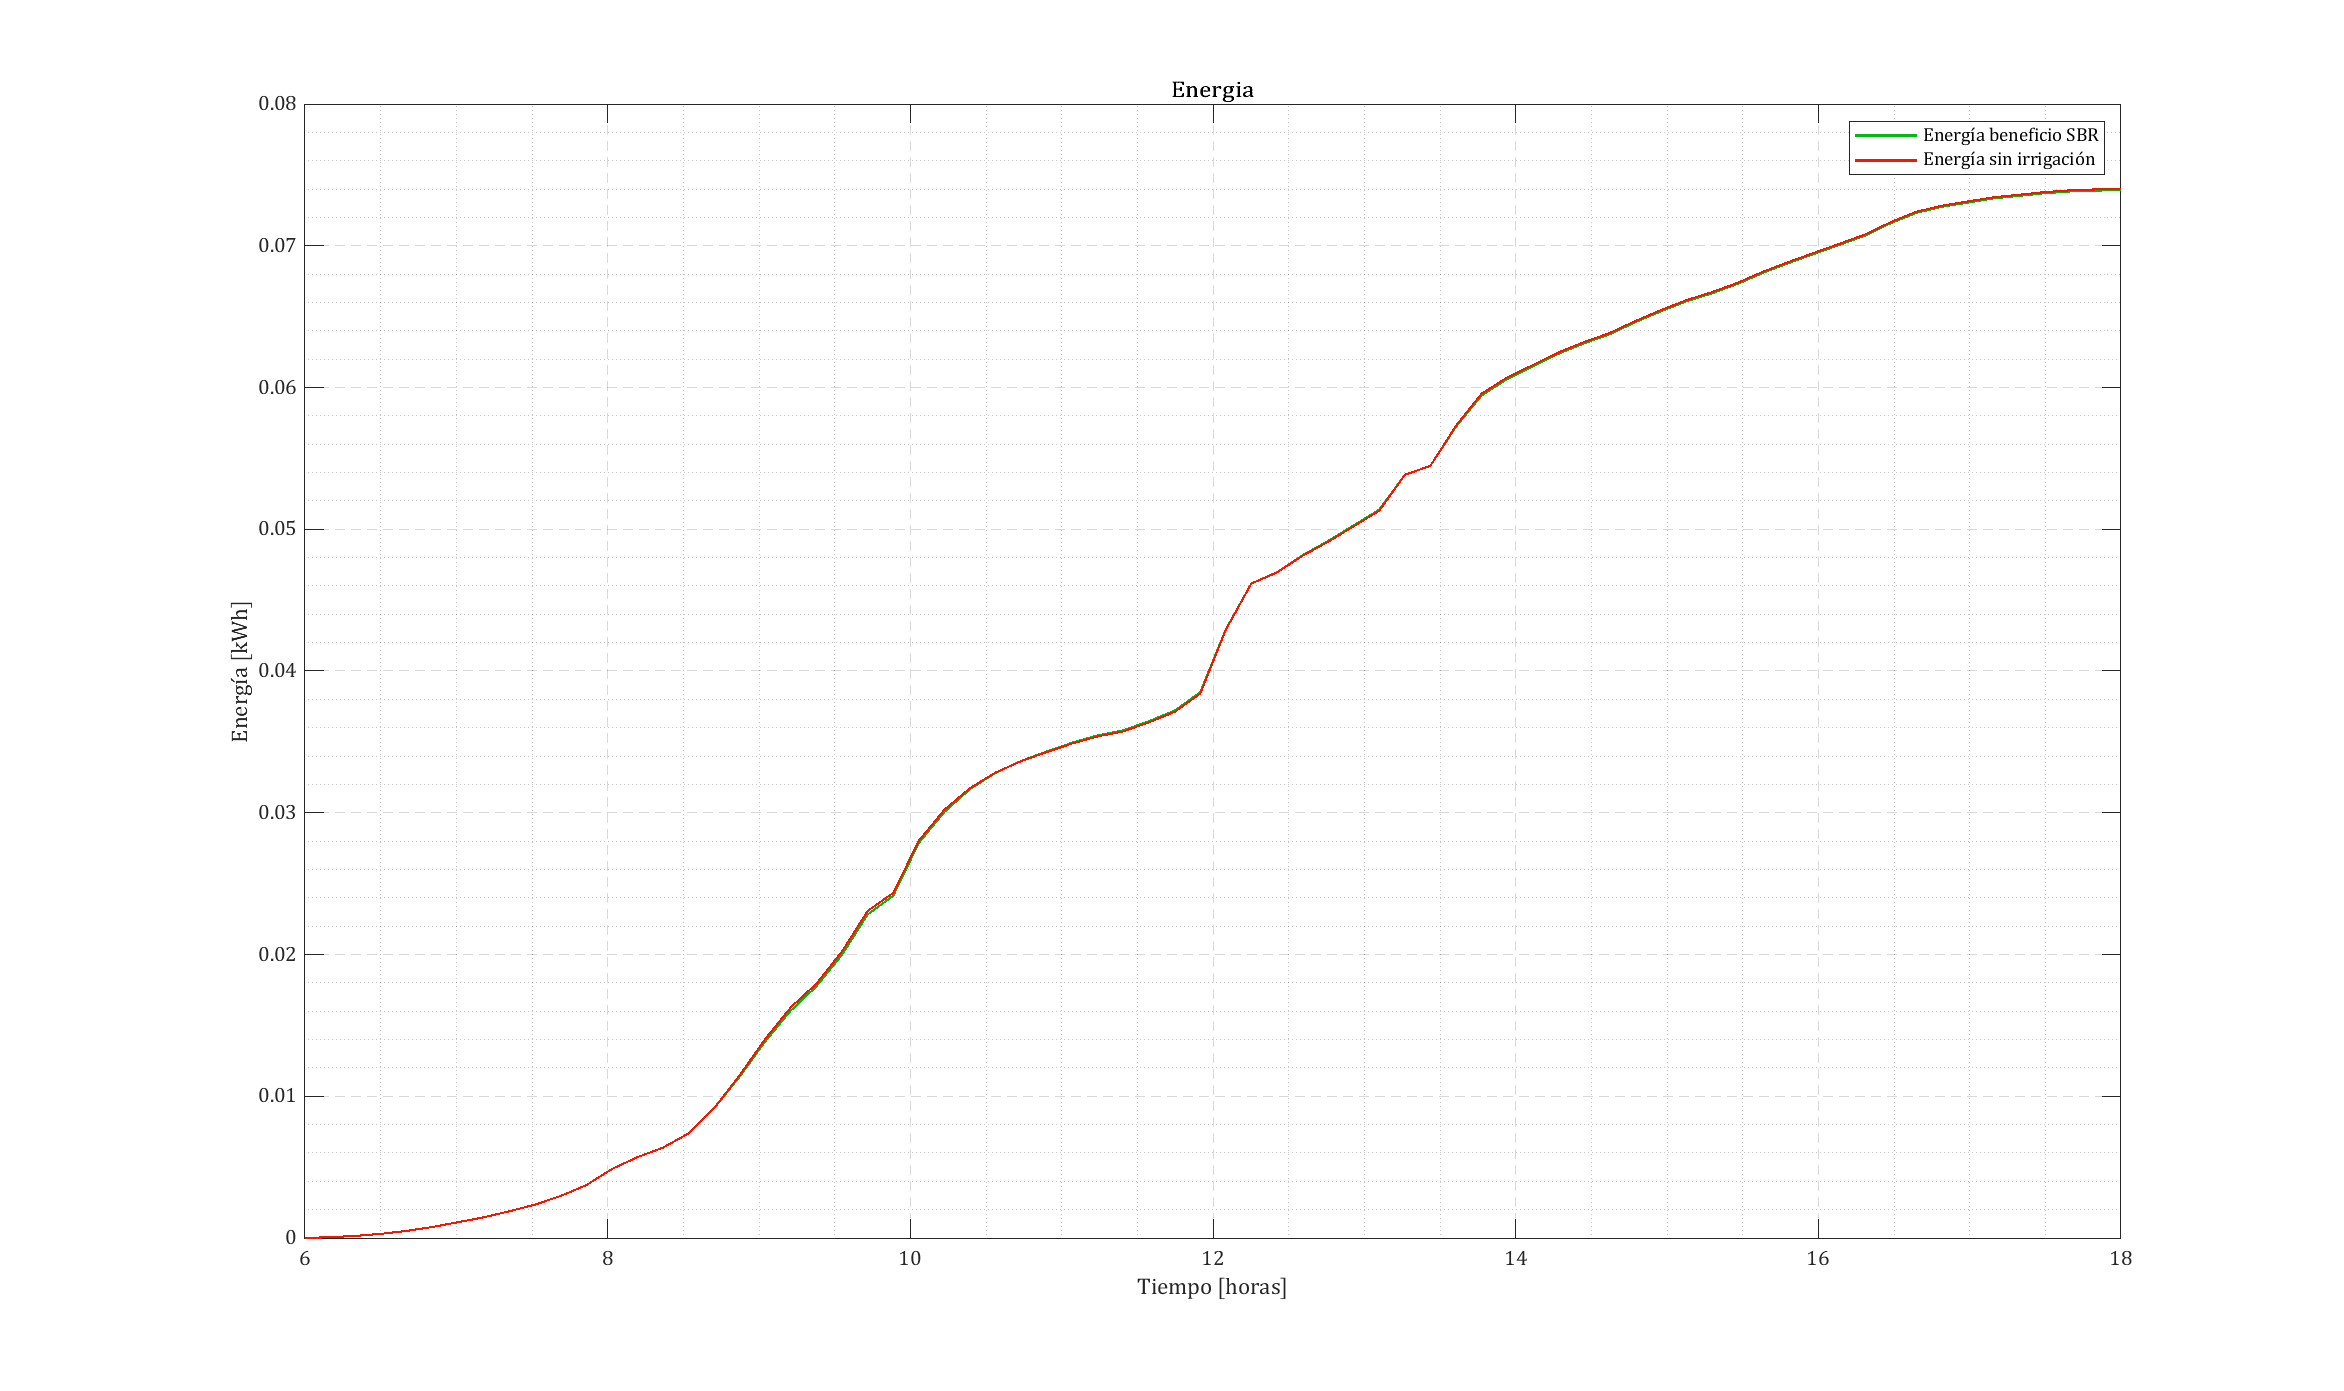 Energia
0.08
0.07
0.06
0.05
0.04
0.03
0.02
0.01
0
Energía [kWh]
Energía beneficio SBR
Energía sin irrigación
6 8 10 12 14 16 18
Tiempo [horas]